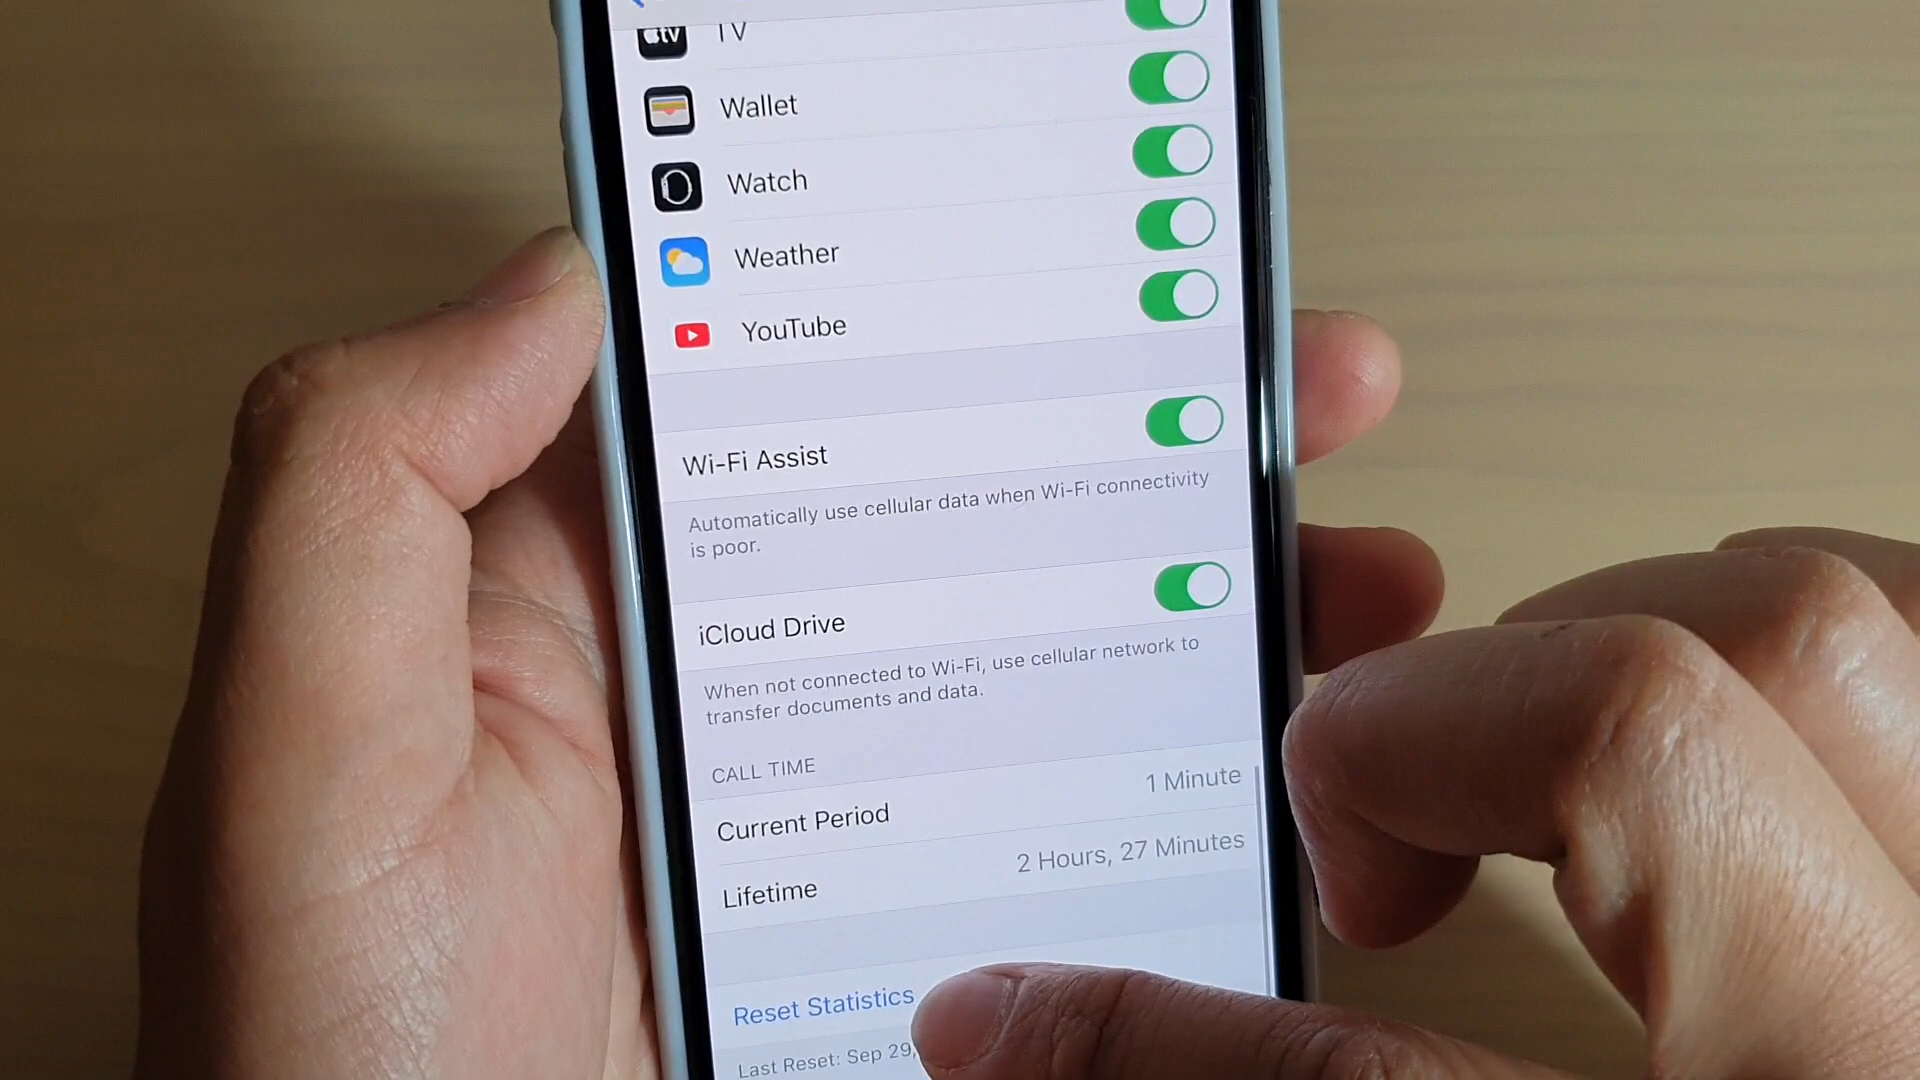 tv TV
Wallet
Watch
Weather
YouTube
Wi-Fi Assist
Automatically use cellular data when Wi-Fi connectivity
is poor.
iCloud Drive
When not connected to Wi-Fi, use cellular network to
transfer documents and data.
CALL TIME
Current Period 1 Minute
Lifetime 2 Hours, 27 Minutes
Reset Statistics
Last Reset: Sep 29,